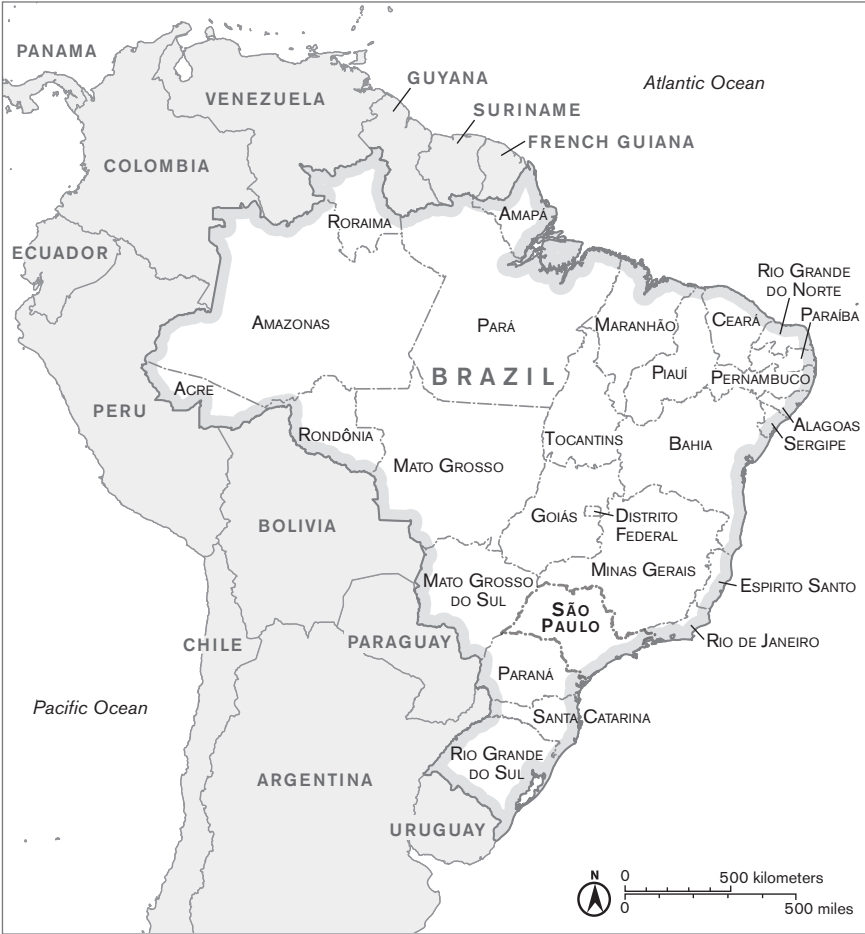 PANAMA
Atlantic Ocean
GUYANA
VENEZUELA
SURINAME
FRENCH GUIANA
COLOMBIA
RORAIMA
AMAPÁ
ECUADOR
RIO GRANDE
DO NORTE
PARAÍBA
AMAZONAS
PARÁ
MARANHÃO
CEARÁ
BRAZIL
PIAUÍ
PERNAMBUCO
ACRE
PERU
ALAGOAS
SERGIPE
RONDÔNIA
TOCANTINS
BAHIA
MATO GROSSO
GOIÁS
DISTRITO
FEDERAL
BOLIVIA
MINAS GERAIS
MATO GROSSO
DO SUL
ESPIRITO SANTO
SÃO
PAULO
CHILE
PARAGUAY
RIO DE JANEIRO
PARANÁ
Pacific Ocean
SANTA CATARINA
RIO GRANDE
DO SUL
ARGENTINA
URUGUAY
N
0 500 kilometers
0 500 miles